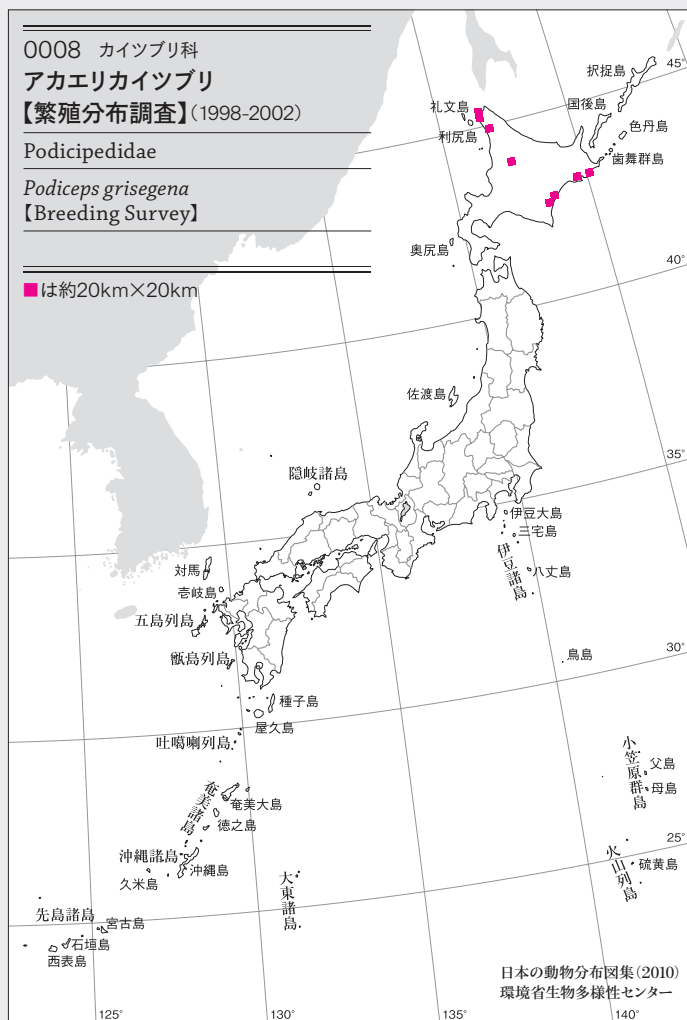 0008 カイツブリ科
アカエリカイツブリ
【繁殖分布調査】(1998-2002)
Podicipedidae
Podiceps grisegena
【Breeding Survey】
■は約20km×20km
45°
択捉島
礼文島
国後島
利尻島
色丹島
歯舞群島
奥尻島
40°
佐渡島
35°
隠岐諸島
伊豆大島
三宅島
伊豆諸島
八丈島
対馬
壱岐島
五島列島
甑島列島
30°
鳥島
種子島
屋久島
吐噶喇列島
小笠原群島
父島
母島
奄美諸島
奄美大島
徳之島
25°
沖縄諸島
沖縄島
久米島
大東諸島
火山列島
硫黄島
先島諸島
宮古島
石垣島
西表島
日本の動物分布図集(2010)
環境省生物多様性センター
125°
130°
135°
140°